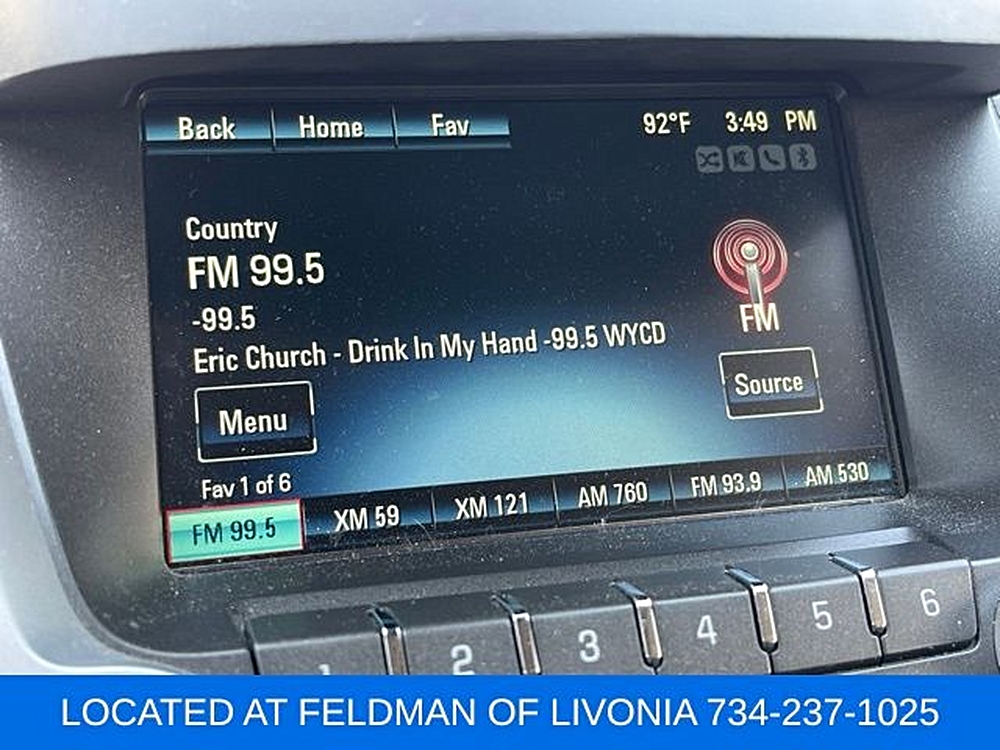 Back Home Fav 92°F 3:49 PM
Country
FM 99.5
-99.5
FM
Eric Church - Drink In My Hand -99.5 WYCD
Menu Source
Fav 1 of 6
FM 99.5 XM 59 XM 121 AM 760 FM 93.9 AM 530
1 2 3 4 5 6
LOCATED AT FELDMAN OF LIVONIA 734-237-1025